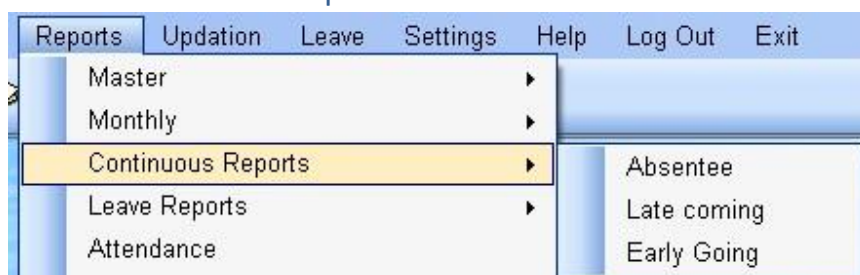 Reports Updation Leave Settings Help Log Out Exit
Master
Monthly
Continuous Reports
Absentee
Leave Reports
Late coming
Attendance
Early Going